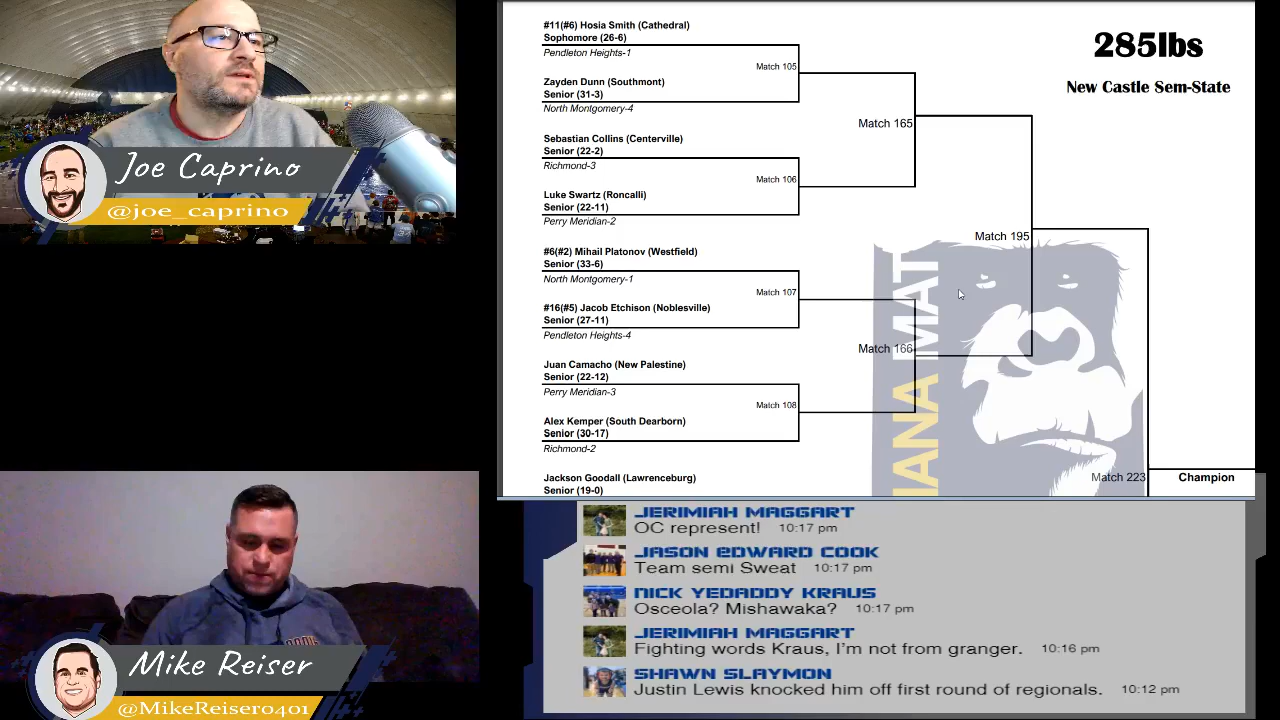 Joe Caprino
@joe_caprino
285lbs
New Castle Sem-State
#11(#6) Hosia Smith (Cathedral)
Sophomore (26-6)
Pendleton Heights-1
Match 105
Zayden Dunn (Southmont)
Senior (31-3)
North Montgomery-4
Match 165
Sebastian Collins (Centerville)
Senior (22-2)
Richmond-3
Match 106
Luke Swartz (Roncalli)
Senior (22-11)
Perry Meridian-2
Match 195
#6(#2) Mihail Platonov (Westfield)
Senior (33-6)
North Montgomery-1
Match 107
#16(#5) Jacob Etchison (Noblesville)
Senior (27-11)
Pendleton Heights-4
Match 166
Juan Camacho (New Palestine)
Senior (22-12)
Perry Meridian-3
Match 108
Alex Kemper (South Dearborn)
Senior (30-17)
Richmond-2
Jackson Goodall (Lawrenceburg)
Senior (19-0)
Match 223
Champion
IANA MAT
JERIMIAH MAGGART
OC represent! 10:17 pm
JASON EDWARD COOK
Team semi Sweat 10:17 pm
NICK YEDADDY KRAUS
Osceola? Mishawaka? 10:17 pm
JERIMIAH MAGGART
Fighting words Kraus, I'm not from granger. 10:16 pm
SHAWN SLAYMON
Justin Lewis knocked him off first round of regionals. 10:12 pm
Mike Reiser
@MikeReiser0401